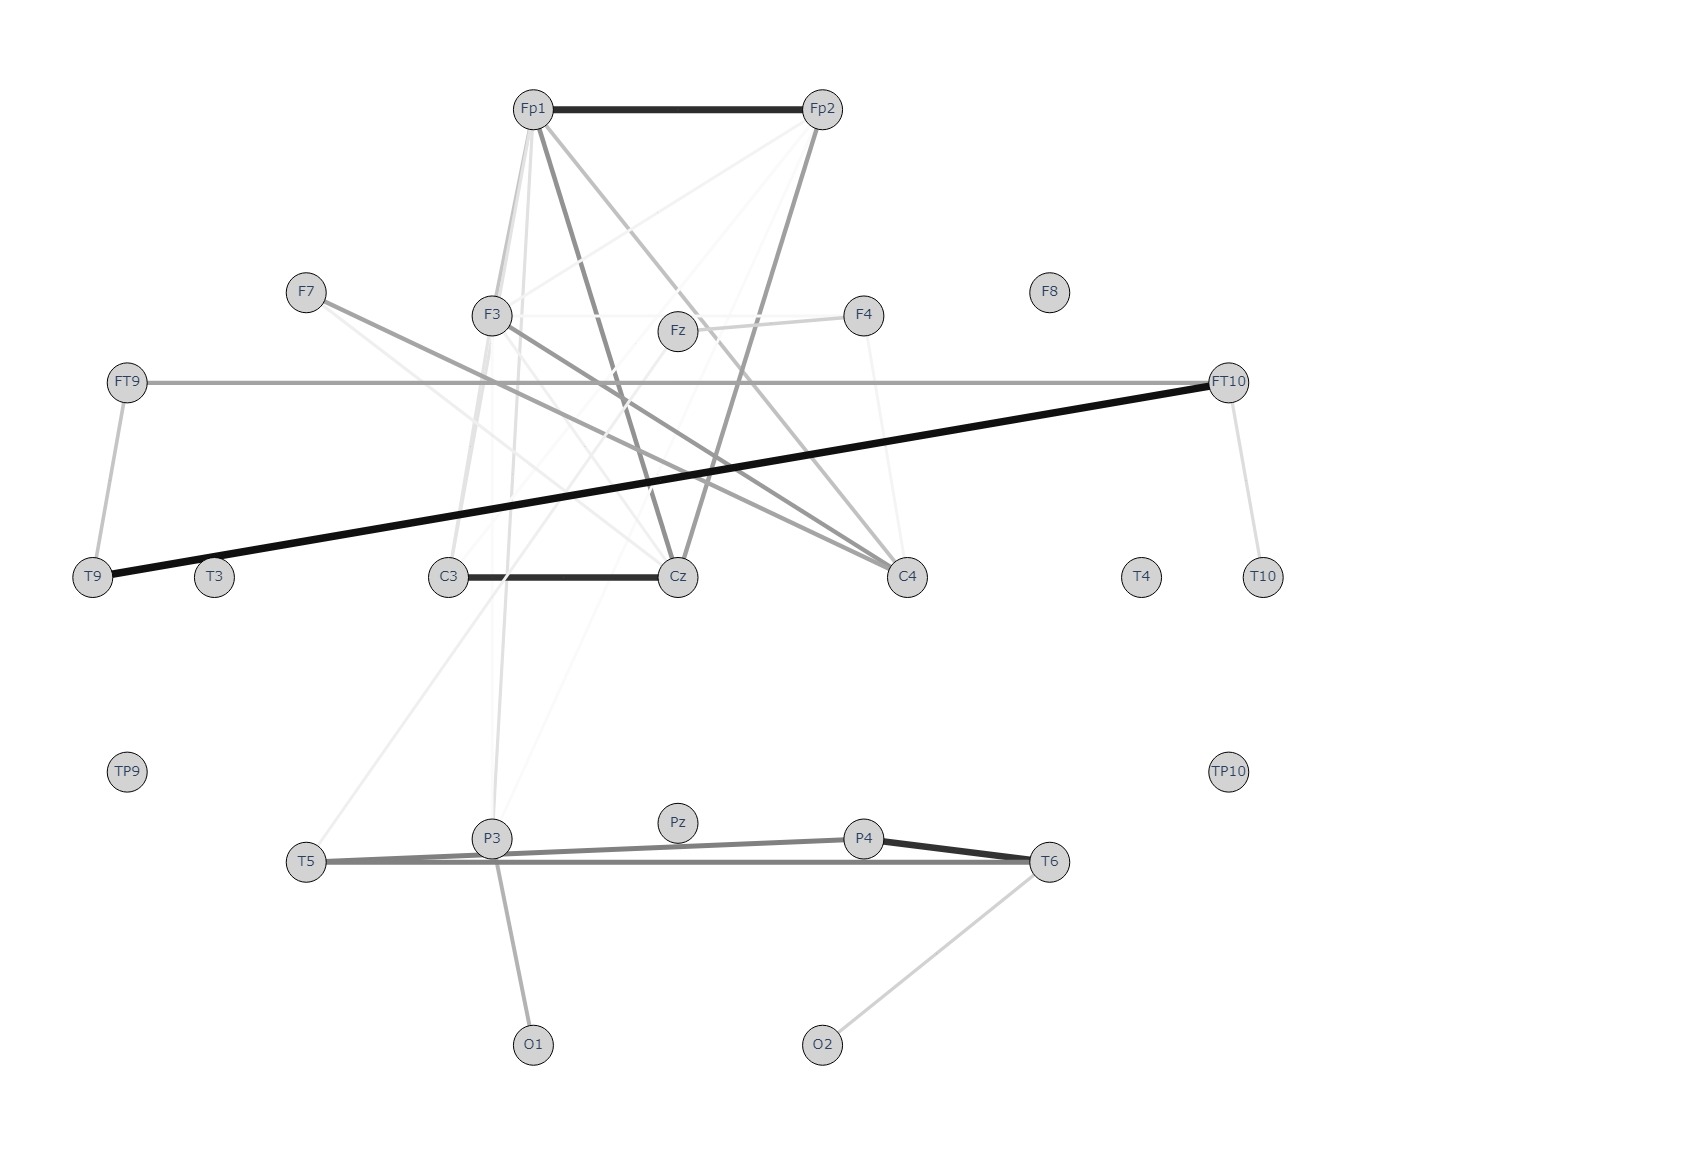 Fp1 Fp2
F7 F3 Fz F4 F8
FT9 FT10
T9 T3 C3 Cz C4 T4 T10
TP9 TP10
T5 P3 Pz P4 T6
O1 O2